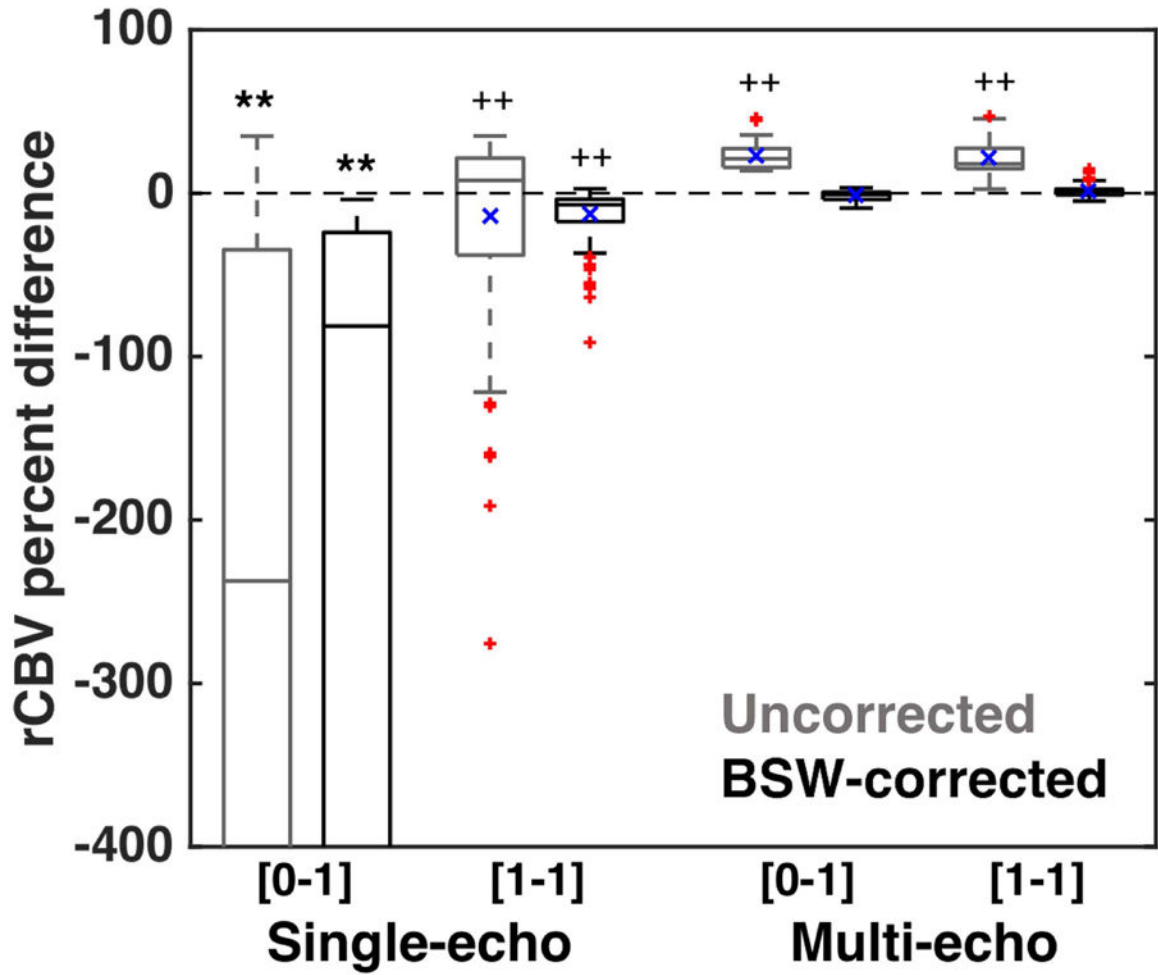 rCBV percent difference
100
0
-100
-200
-300
-400
**
**
++
++
++
++
Uncorrected
BSW-corrected
[0-1] [1-1] [0-1] [1-1]
Single-echo Multi-echo